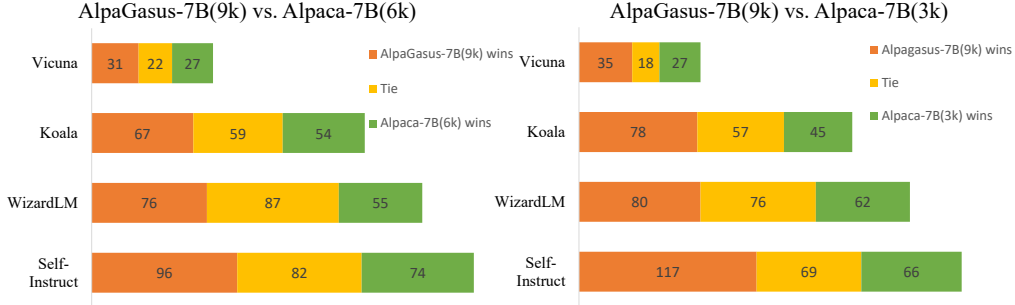 AlpaGasus-7B(9k) vs. Alpaca-7B(6k)
Vicuna
31 22 27
Koala
67 59 54
WizardLM
76 87 55
Self-
Instruct
96 82 74
AlpaGasus-7B(9k) wins
Tie
Alpaca-7B(6k) wins
AlpaGasus-7B(9k) vs. Alpaca-7B(3k)
Vicuna
35 18 27
Koala
78 57 45
WizardLM
80 76 62
Self-
Instruct
117 69 66
Alpagasus-7B(9k) wins
Tie
Alpaca-7B(3k) wins